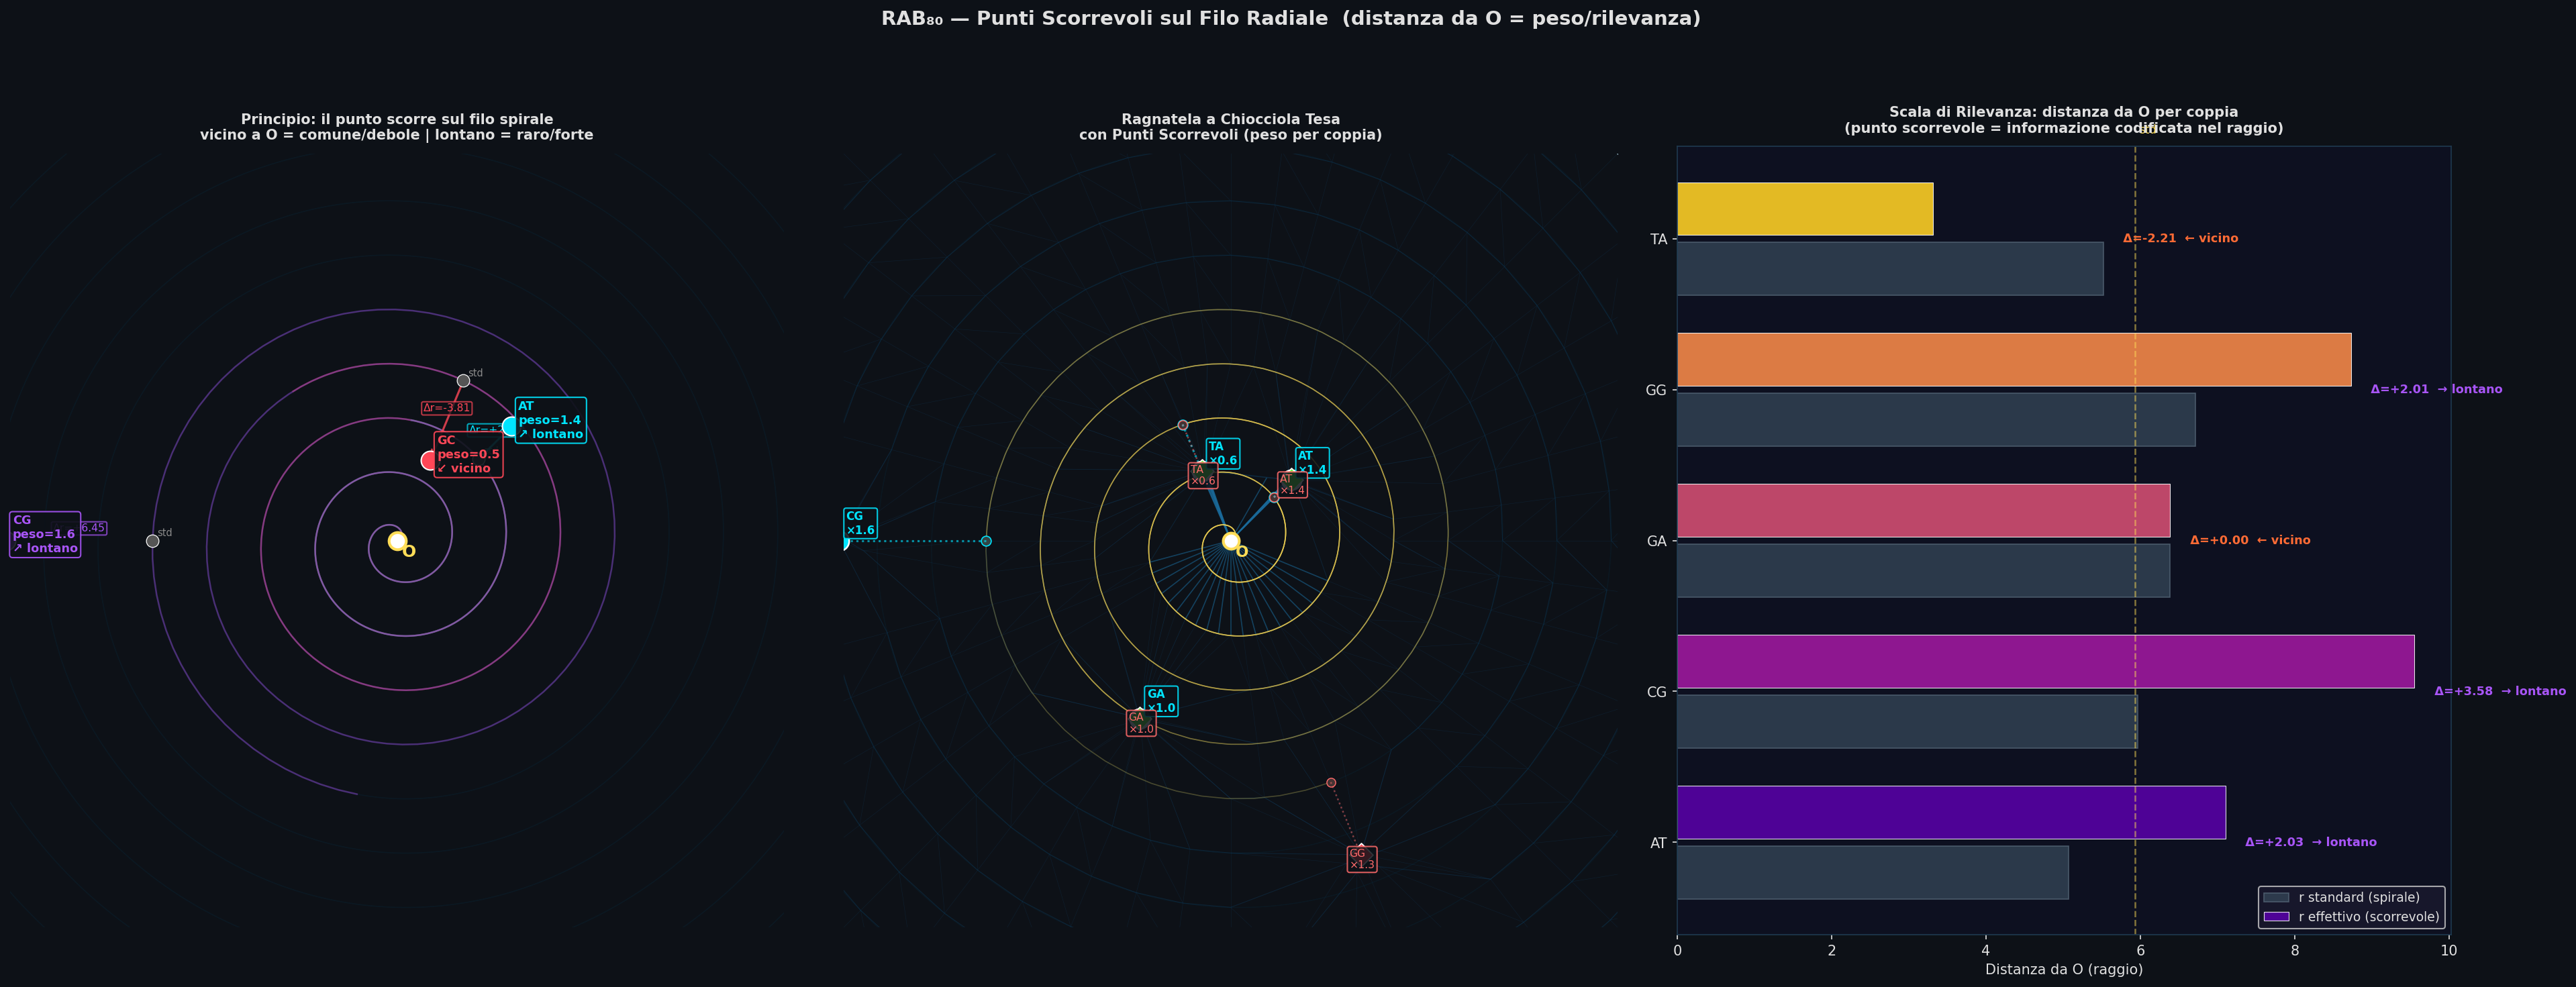 RAB₈₀ — Punti Scorrevoli sul Filo Radiale  (distanza da O = peso/rilevanza)
Principio: il punto scorre sul filo spirale
vicino a O = comune/debole | lontano = raro/forte
std
Δr=-3.81
AT
peso=1.4
↗ lontano
Δr=+
GC
peso=0.5
↙ vicino
CG
peso=1.6
↗ lontano
6.45
std
O
Ragnatela a Chiocciola Tesa
con Punti Scorrevoli (peso per coppia)
TA
×0.6
TA
×0.6
AT
×1.4
AT
×1.4
CG
×1.6
O
GA
×1.0
GA
×1.0
GG
×1.3
Scala di Rilevanza: distanza da O per coppia
(punto scorrevole = informazione codificata nel raggio)
TA
Δ=-2.21  ← vicino
GG
Δ=+2.01  → lontano
GA
Δ=+0.00  ← vicino
CG
Δ=+3.58  → lontano
AT
Δ=+2.03  → lontano
r standard (spirale)
r effettivo (scorrevole)
0 2 4 6 8 10
Distanza da O (raggio)